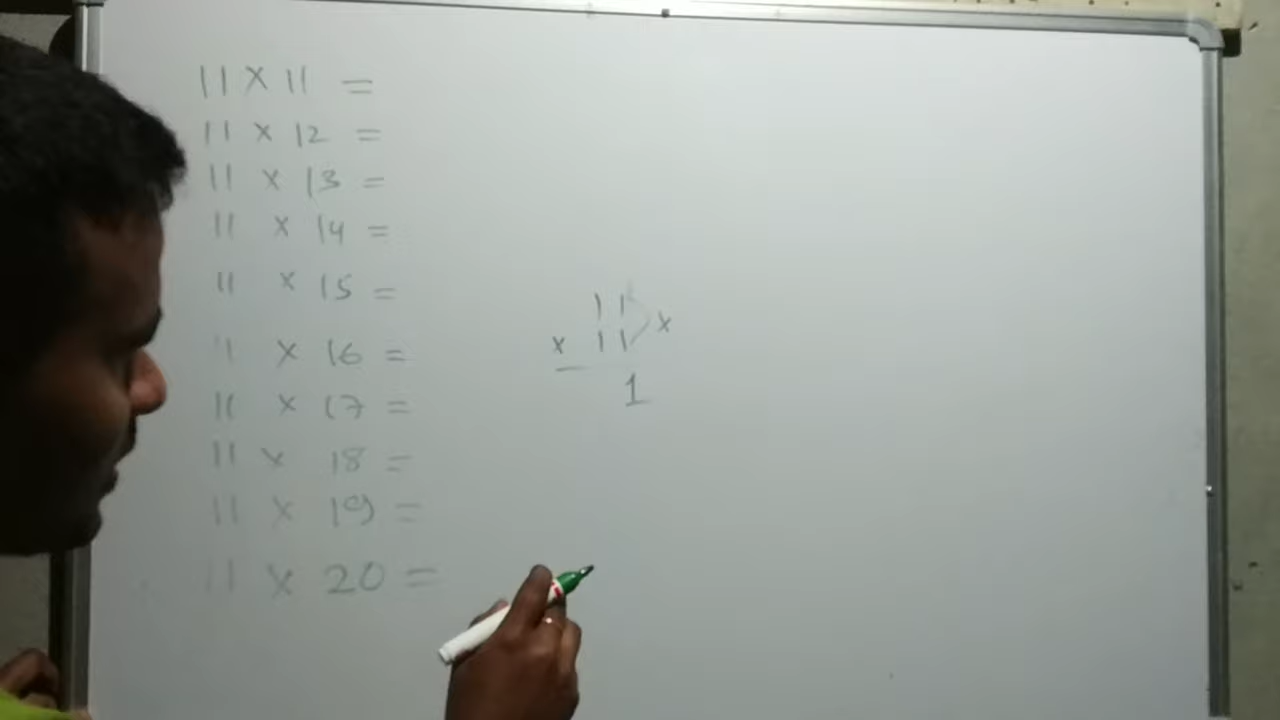 11 × 11 =
11 × 12 =
11 × 13 =
11 × 14 =
11 × 15 =
11 × 16 =
11 × 17 =
11 × 18 =
11 × 19 =
11 × 20 =
11
× 11 ×
1